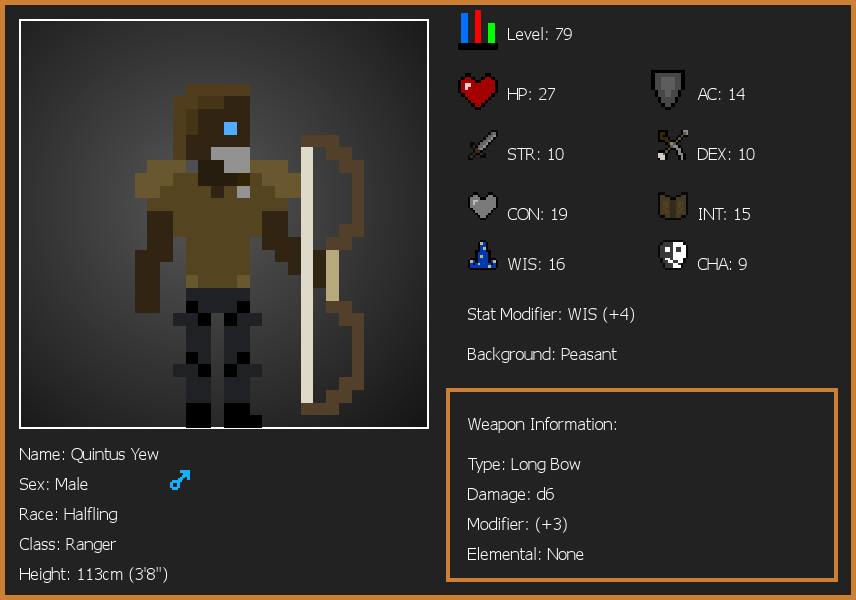 Level: 79
HP: 27
AC: 14
STR: 10
DEX: 10
CON: 19
INT: 15
WIS: 16
CHA: 9
Stat Modifier: WIS (+4)
Background: Peasant
Weapon Information:
Type: Long Bow
Damage: d6
Modifier: (+3)
Elemental: None
Name: Quintus Yew
Sex: Male
Race: Halfling
Class: Ranger
Height: 113cm (3'8")